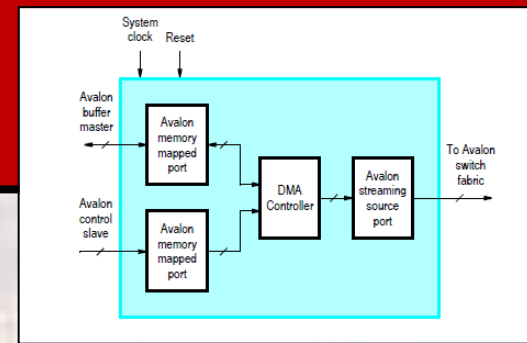 System
clock
Reset
Avalon
buffer
master
Avalon
memory
mapped
port
Avalon
control
slave
Avalon
memory
mapped
port
DMA
Controller
Avalon
streaming
source
port
To Avalon
switch
fabric